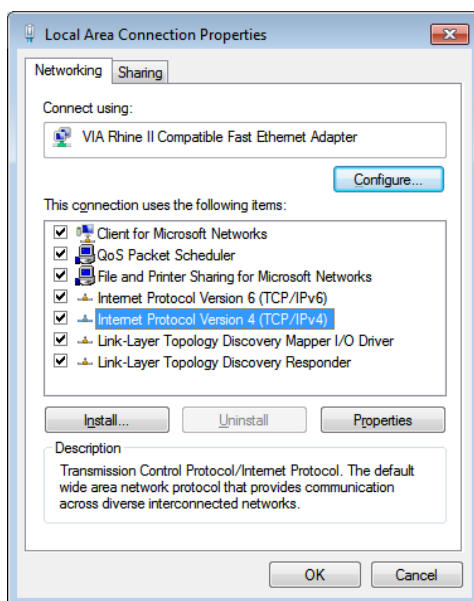 Local Area Connection Properties
Networking
Sharing
Connect using:
VIA Rhine II Compatible Fast Ethernet Adapter
Configure...
This connection uses the following items:
Client for Microsoft Networks
QoS Packet Scheduler
File and Printer Sharing for Microsoft Networks
Internet Protocol Version 6 (TCP/IPv6)
Internet Protocol Version 4 (TCP/IPv4)
Link-Layer Topology Discovery Mapper I/O Driver
Link-Layer Topology Discovery Responder
Install...
Uninstall
Properties
Description
Transmission Control Protocol/Internet Protocol. The default
wide area network protocol that provides communication
across diverse interconnected networks.
OK
Cancel